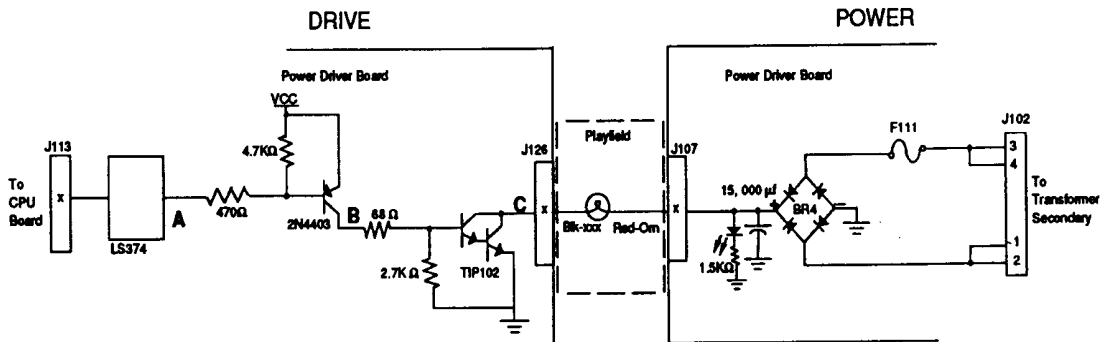 DRIVE
POWER
Power Driver Board
Power Driver Board
VCC
Playfield
F111
J102
J113
4.7KΩ
J126
J107
3
4
To
CPU
Board
x
A
470Ω
2N4403
B
68 Ω
C
x
Blk-xxx
Red-Orn
x
15, 000 µf
BR4
To
Transformer
Secondary
LS374
2.7K Ω
TIP102
1.5KΩ
1
2